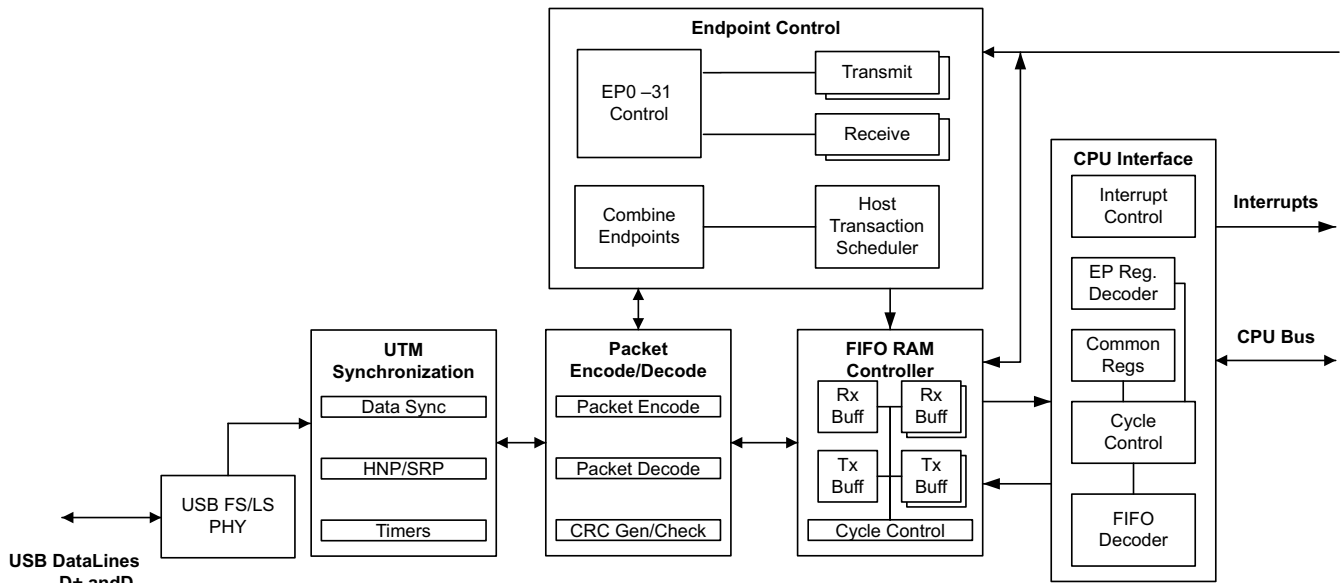 Endpoint Control
EP0 –31
Control
Transmit
Receive
Combine
Endpoints
Host
Transaction
Scheduler
CPU Interface
Interrupt
Control
EP Reg.
Decoder
Common
Regs
Cycle
Control
FIFO
Decoder
Interrupts
CPU Bus
UTM
Synchronization
Data Sync
HNP/SRP
Timers
Packet
Encode/Decode
Packet Encode
Packet Decode
CRC Gen/Check
FIFO RAM
Controller
Rx
Buff
Rx
Buff
Tx
Buff
Tx
Buff
Cycle Control
USB FS/LS
PHY
USB DataLines
D+ andD